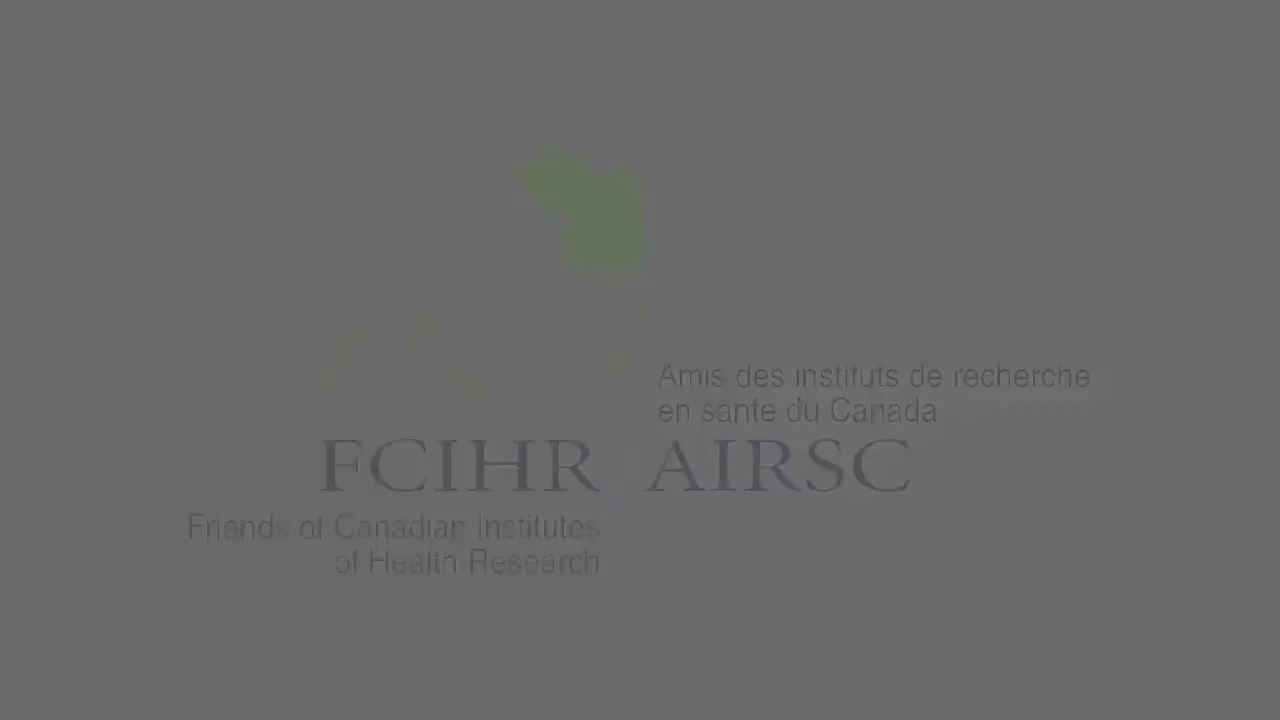 Amis des instituts de recherche
en sante du Canada
FCIHR AIRSC
Friends of Canadian Institutes
of Health Research